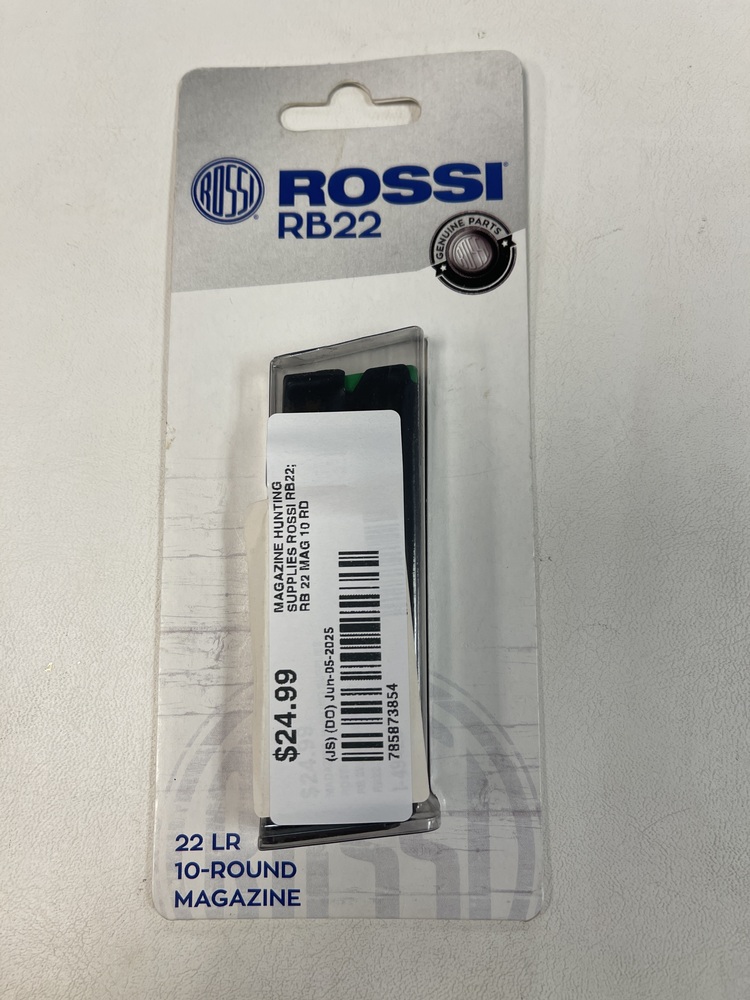 ROSSI
ROSSI
RB22
GENUINE PARTS
MAGAZINE HUNTING
SUPPLIES ROSSI RB22;
RB 22 MAG 10 RD
$24.99
(JS) (DO) Jun-05-2025
785873854
22 LR
10-ROUND
MAGAZINE